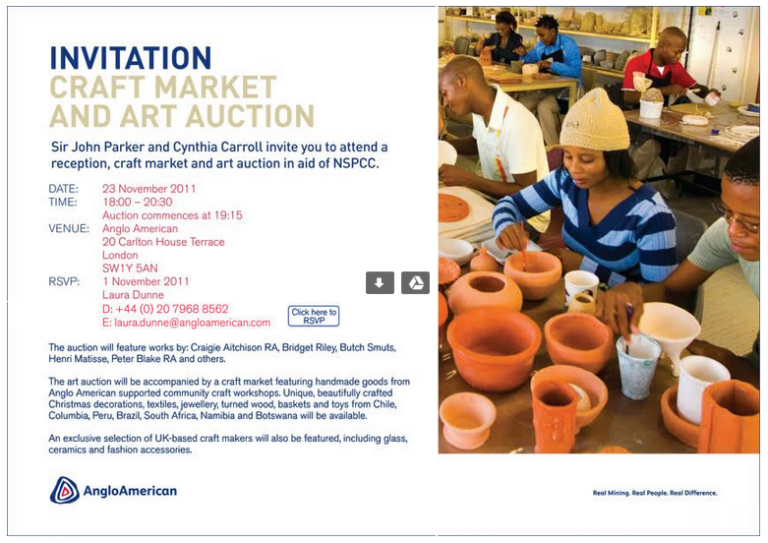 INVITATION
CRAFT MARKET
AND ART AUCTION
Sir John Parker and Cynthia Carroll invite you to attend a
reception, craft market and art auction in aid of NSPCC.
DATE: 23 November 2011
TIME: 18:00 – 20:30
Auction commences at 19:15
VENUE: Anglo American
20 Carlton House Terrace
London
SW1Y 5AN
RSVP: 1 November 2011
Laura Dunne
D: +44 (0) 20 7968 8562
E: laura.dunne@angloamerican.com
Click here to
RSVP
The auction will feature works by: Craigie Aitchison RA, Bridget Riley, Butch Smuts,
Henri Matisse, Peter Blake RA and others.
The art auction will be accompanied by a craft market featuring handmade goods from
Anglo American supported community craft workshops. Unique, beautifully crafted
Christmas decorations, textiles, jewellery, turned wood, baskets and toys from Chile,
Columbia, Peru, Brazil, South Africa, Namibia and Botswana will be available.
An exclusive selection of UK-based craft makers will also be featured, including glass,
ceramics and fashion accessories.
AngloAmerican
Real Mining. Real People. Real Difference.